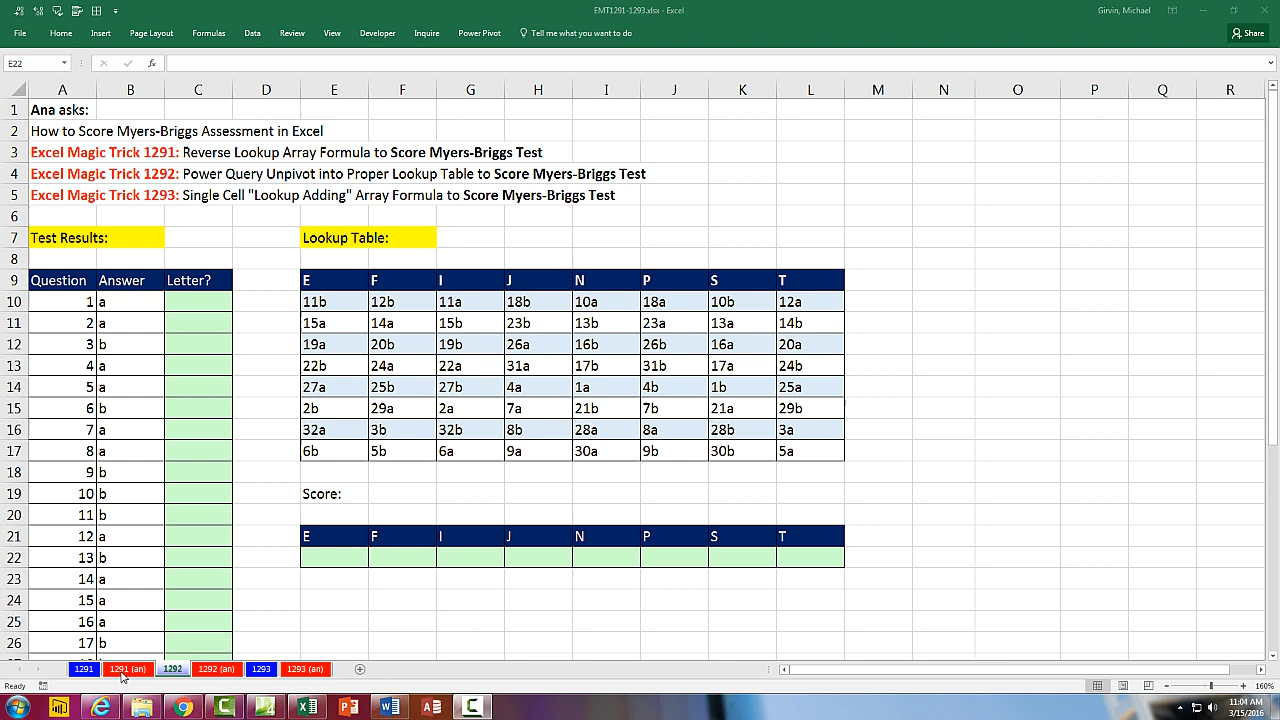 EMT1291-1293.xlsx - Excel
Girvin, Michael
File Home Insert Page Layout Formulas Data Review View Developer Inquire Power Pivot Tell me what you want to do Share
E22 fx
A B C D E F G H I J K L M N O P Q R
1 Ana asks:
2 How to Score Myers-Briggs Assessment in Excel
3 Excel Magic Trick 1291: Reverse Lookup Array Formula to Score Myers-Briggs Test
4 Excel Magic Trick 1292: Power Query Unpivot into Proper Lookup Table to Score Myers-Briggs Test
5 Excel Magic Trick 1293: Single Cell "Lookup Adding" Array Formula to Score Myers-Briggs Test
6
7 Test Results: Lookup Table:
8
9 Question Answer Letter? E F I J N P S T
10 1 a 11b 12b 11a 18b 10a 18a 10b 12a
11 2 a 15a 14a 15b 23b 13b 23a 13a 14b
12 3 b 19a 20b 19b 26a 16b 26b 16a 20a
13 4 a 22b 24a 22a 31a 17b 31b 17a 24b
14 5 a 27a 25b 27b 4a 1a 4b 1b 25a
15 6 b 2b 29a 2a 7a 21b 7b 21a 29b
16 7 a 32a 3b 32b 8b 28a 8a 28b 3a
17 8 a 6b 5b 6a 9a 30a 9b 30b 5a
18 9 b
19 10 b Score:
20 11 b
21 12 a E F I J N P S T
22 13 b
23 14 a
24 15 a
25 16 a
26 17 b
1291 1291 (an) 1292 1292 (an) 1293 1293 (an)
Ready 160%
11:04 AM
3/15/2016